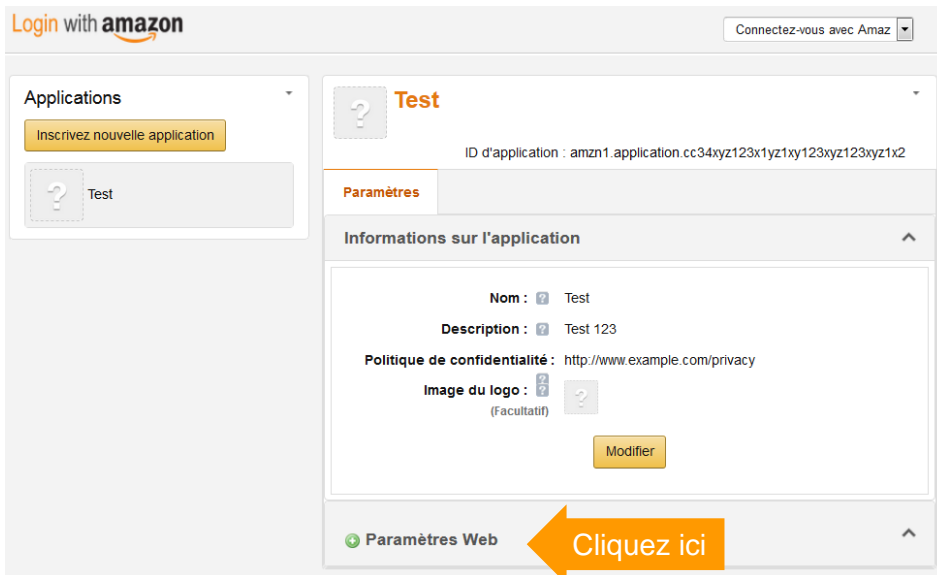 Login with amazon
Connectez-vous avec Amaz
Applications
Inscrivez nouvelle application
? Test
? Test
ID d'application : amzn1.application.cc34xyz123x1yz1xy123xyz123xyz1x2
Paramètres
Informations sur l'application
Nom : ? Test
Description : ? Test 123
Politique de confidentialité : http://www.example.com/privacy
Image du logo : ? ? ?
(Facultatif)
Modifier
Paramètres Web
Cliquez ici